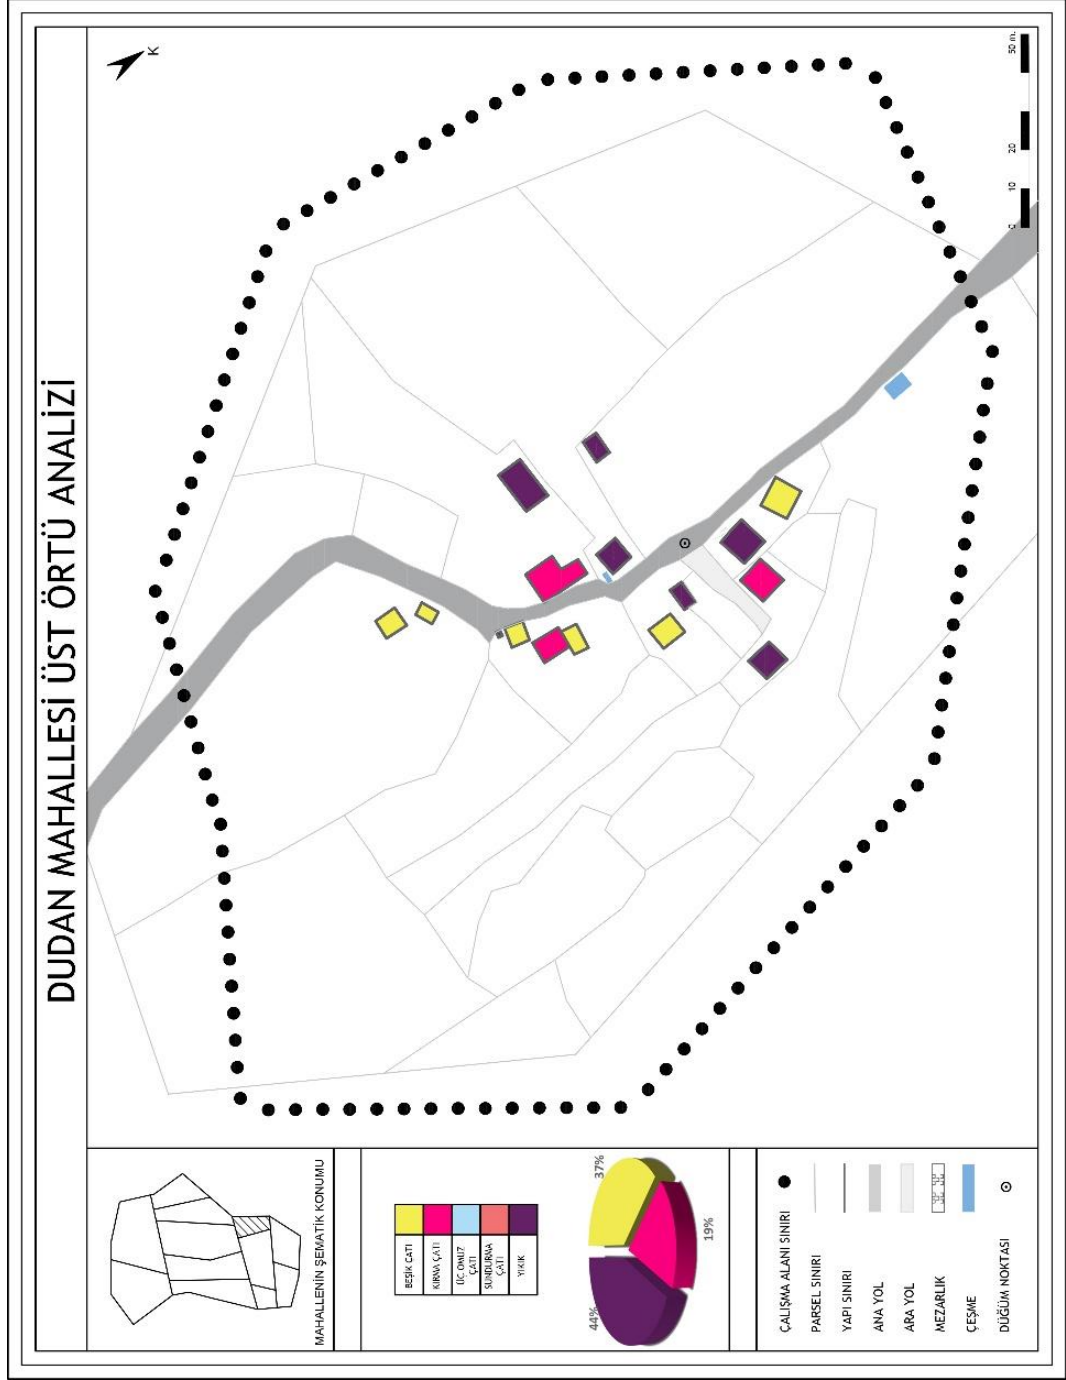 DUDAN MAHALLESİ ÜST ÖRTÜ ANALİZİ
K
0 10 20 50 m.
MAHALLENİN ŞEMATİK KONUMU
BEŞİK ÇATI
KIRMA ÇATI
ÜÇ OMUZ
ÇATI
SUNDURMA
ÇATI
YIKIK
44%
37%
19%
ÇALIŞMA ALANI SINIRI
PARSEL SINIRI
YAPI SINIRI
ANA YOL
ARA YOL
MEZARLIK
ÇEŞME
DÜĞÜM NOKTASI